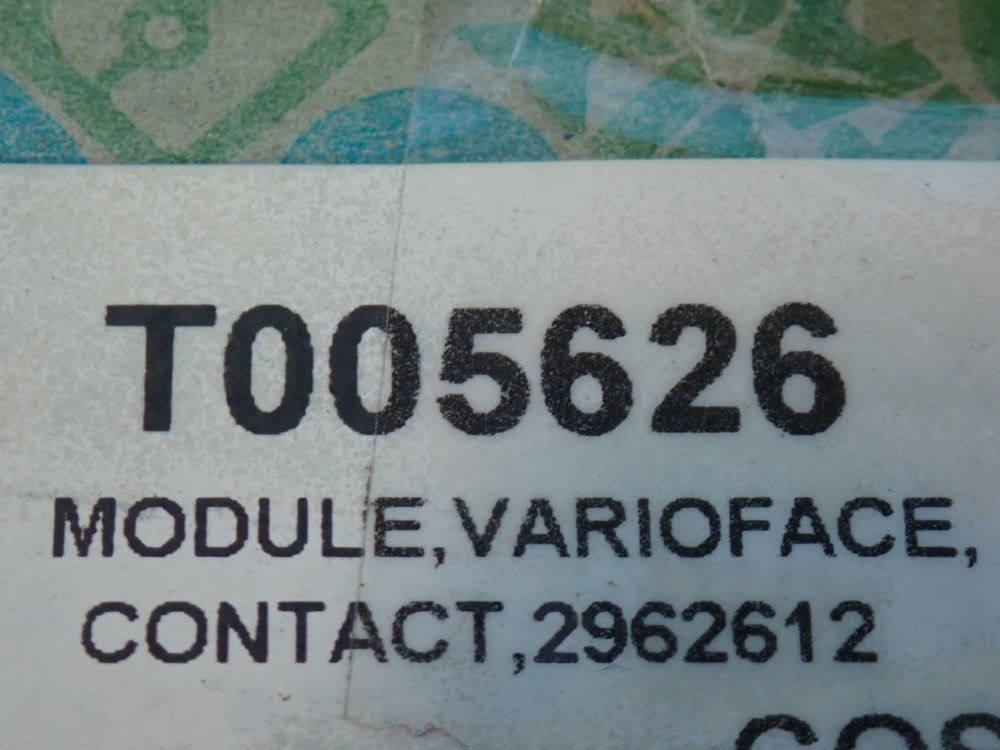 T005626
MODULE,VARIOFACE,
CONTACT,2962612